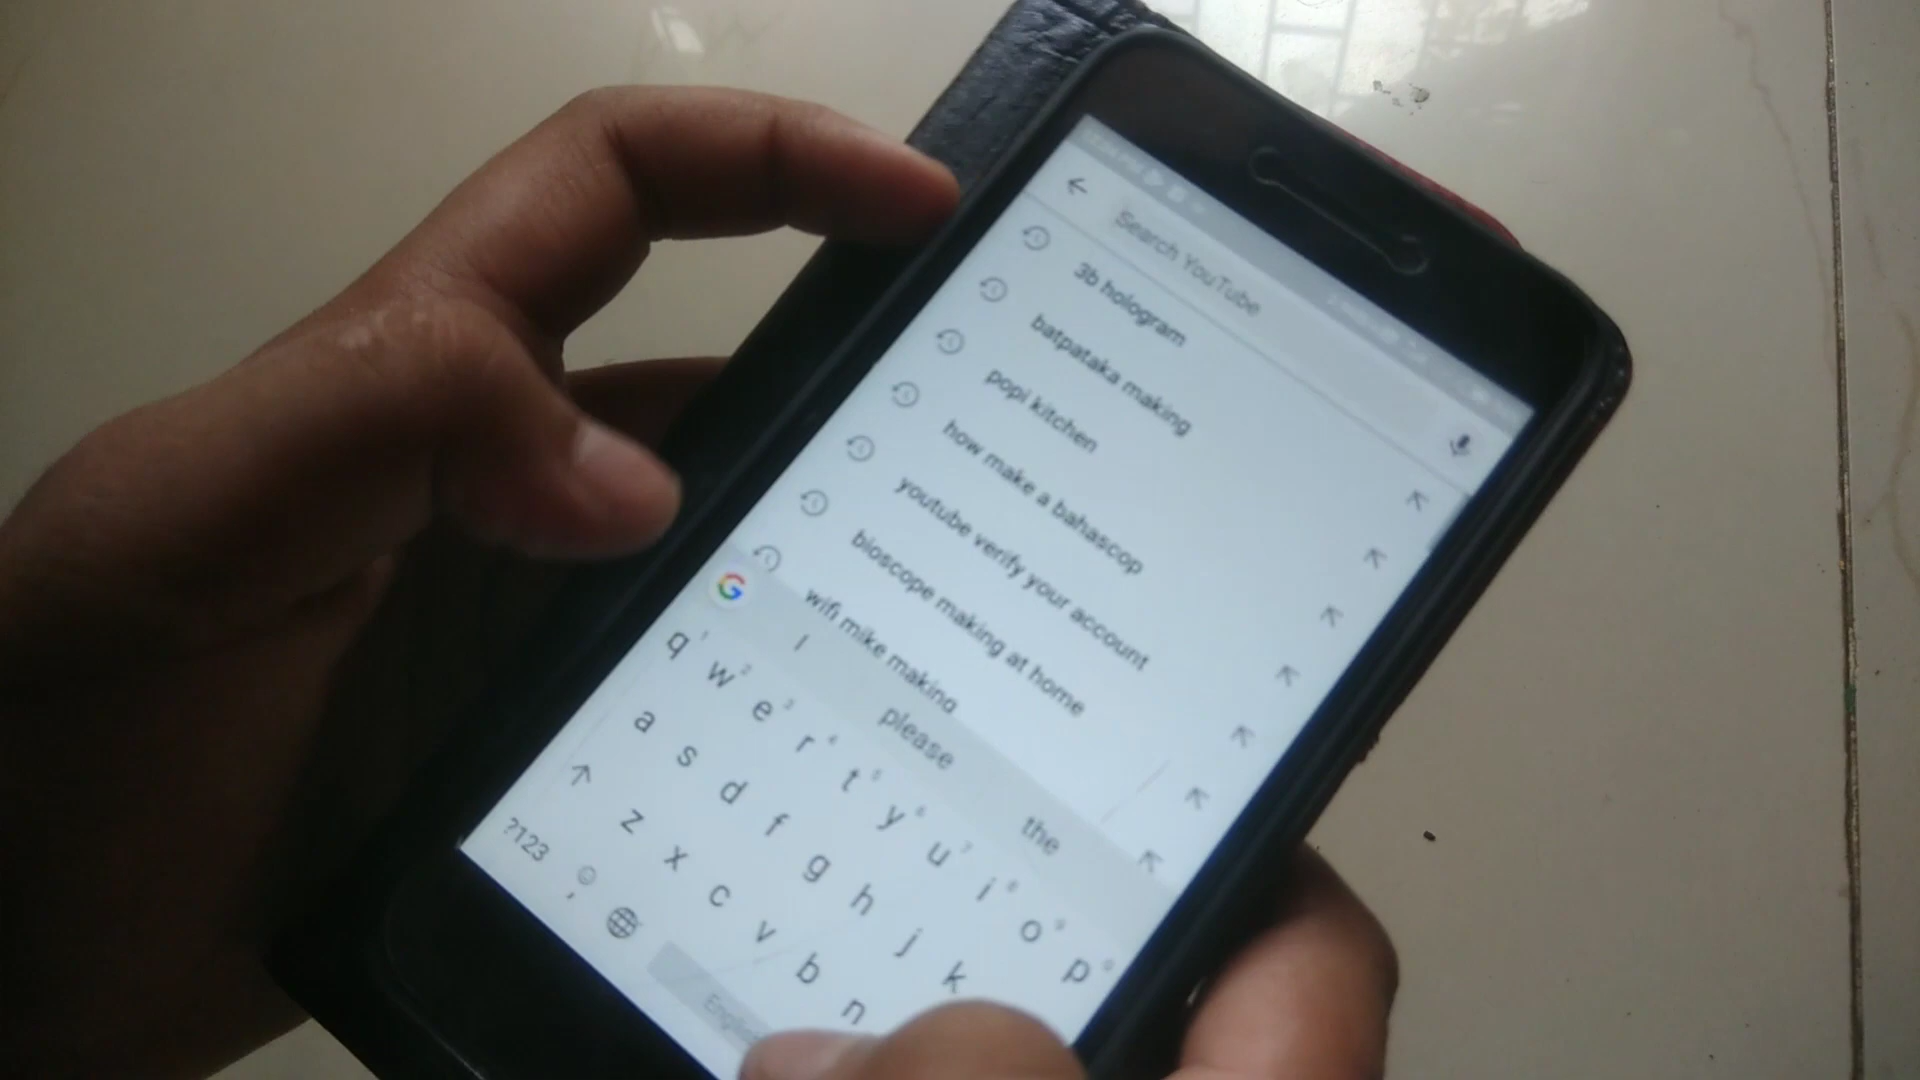 Search YouTube
3b hologram
batpataka making
popi kitchen
how make a bahascop
youtube verify your account
bioscope making at home
wifi mike making
I please the
q w e r t y u i o p
a s d f g h j k
z x c v b n
?123 ,
English